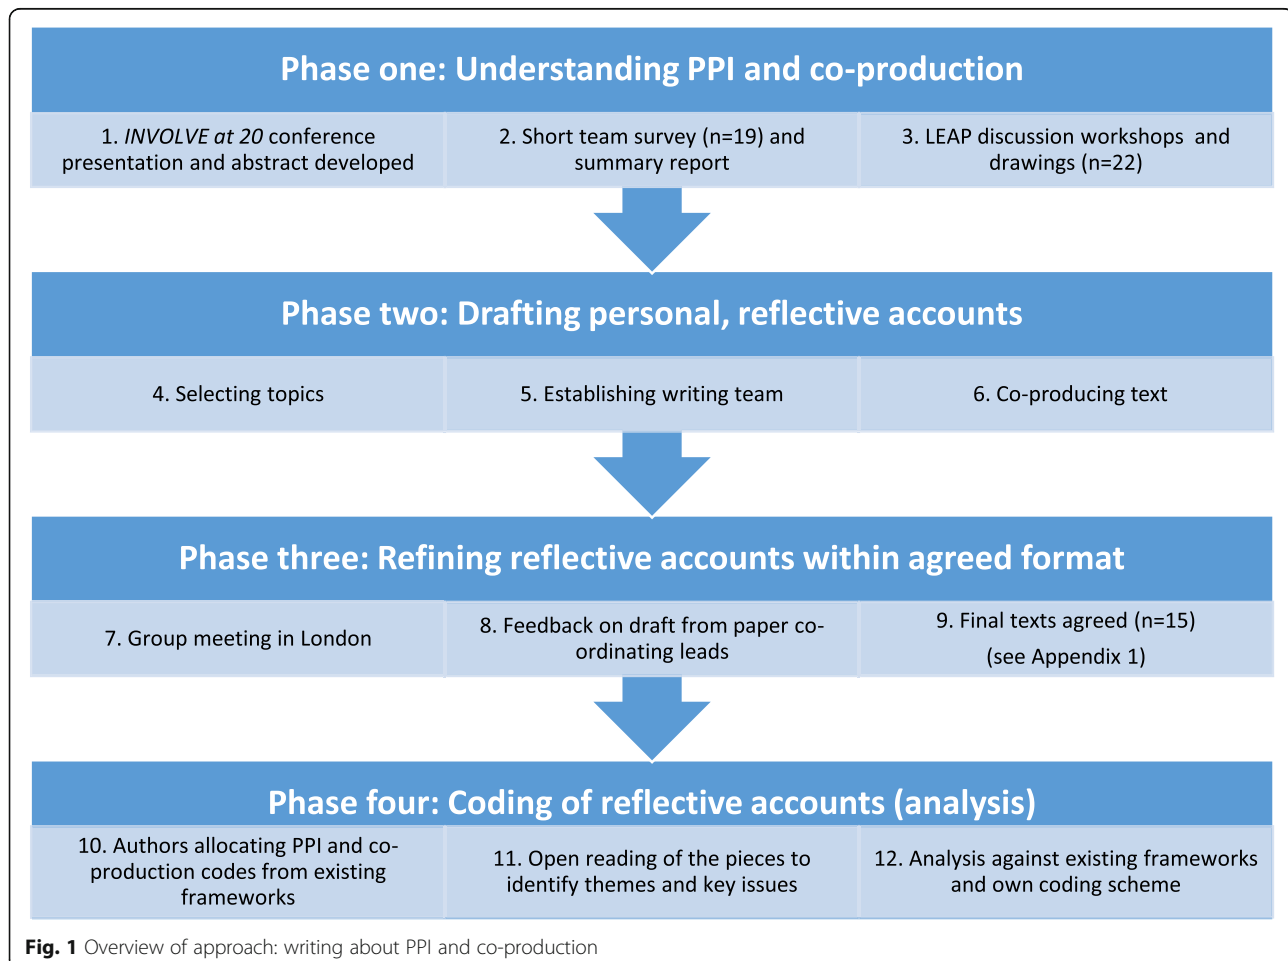 Phase one: Understanding PPI and co-production
1. INVOLVE at 20 conference
presentation and abstract developed
2. Short team survey (n=19) and
summary report
3. LEAP discussion workshops and
drawings (n=22)
Phase two: Drafting personal, reflective accounts
4. Selecting topics
5. Establishing writing team
6. Co-producing text
Phase three: Refining reflective accounts within agreed format
7. Group meeting in London
8. Feedback on draft from paper co-
ordinating leads
9. Final texts agreed (n=15)
(see Appendix 1)
Phase four: Coding of reflective accounts (analysis)
10. Authors allocating PPI and co-
production codes from existing
frameworks
11. Open reading of the pieces to
identify themes and key issues
12. Analysis against existing frameworks
and own coding scheme
Fig. 1 Overview of approach: writing about PPI and co-production